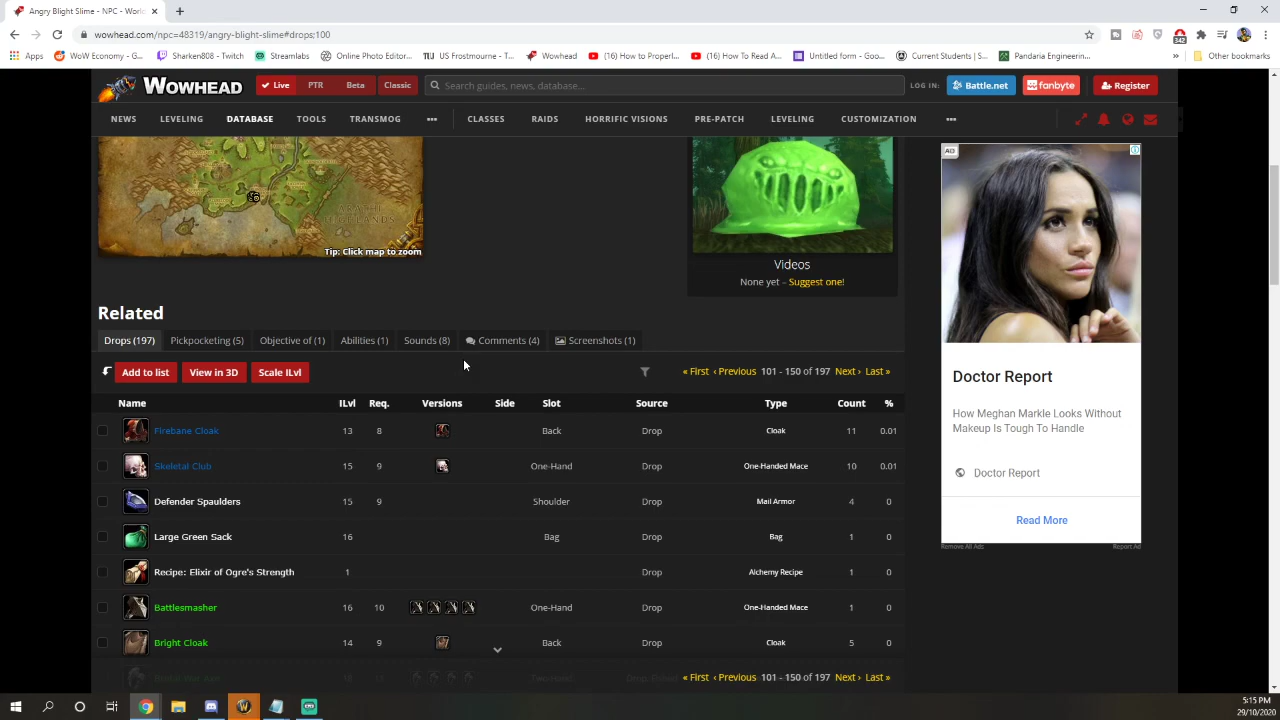 Angry Blight Slime - NPC - Worl
wowhead.com/npc=48319/angry-blight-slime#drops:100
342
Apps
WoW Economy - G...
Sharken808 - Twitch
Streamlabs
Online Photo Editor...
US Frostmourne - Ti...
Wowhead
(16) How to Properl...
(16) How To Read A...
Untitled form - Goo...
Current Students | S...
Pandaria Engineerin...
»
Other bookmarks
WOWHEAD
Live
PTR
Beta
Classic
Search guides, news, database...
LOG IN:
Battle.net
fanbyte
Register
NEWS
LEVELING
DATABASE
TOOLS
TRANSMOG
CLASSES
RAIDS
HORRIFIC VISIONS
PRE-PATCH
LEVELING
CUSTOMIZATION
Tip: Click map to zoom
Videos
None yet – Suggest one!
Related
Drops (197)
Pickpocketing (5)
Objective of (1)
Abilities (1)
Sounds (8)
Comments (4)
Screenshots (1)
Add to list
View in 3D
Scale ILvl
« First ‹ Previous 101 - 150 of 197 Next › Last »
Name ILvl Req. Versions Side Slot Source Type Count %
Firebane Cloak 13 8 Back Drop Cloak 11 0.01
Skeletal Club 15 9 One-Hand Drop One-Handed Mace 10 0.01
Defender Spaulders 15 9 Shoulder Drop Mail Armor 4 0
Large Green Sack 16 Bag Drop Bag 1 0
Recipe: Elixir of Ogre's Strength 1 Drop Alchemy Recipe 1 0
Battlesmasher 16 10 One-Hand Drop One-Handed Mace 1 0
Bright Cloak 14 9 Back Drop Cloak 5 0
« First ‹ Previous 101 - 150 of 197 Next › Last »
AD
Doctor Report
How Meghan Markle Looks Without
Makeup Is Tough To Handle
Doctor Report
Read More
Remove All Ads
Report Ad
5:15 PM
29/10/2020